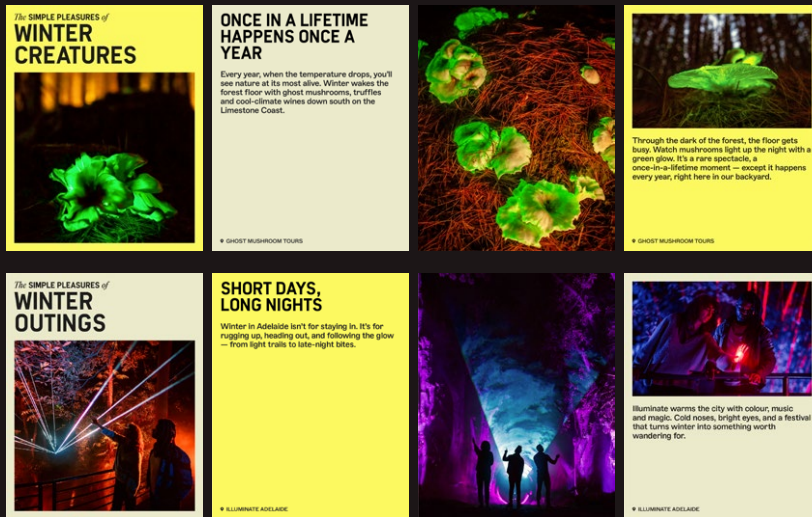 The SIMPLE PLEASURES of
WINTER
CREATURES
ONCE IN A LIFETIME
HAPPENS ONCE A
YEAR
Every year, when the temperature drops, you'll
see nature at its most alive. Winter wakes the
forest floor with ghost mushrooms, truffles
and cool-climate wines down south on the
Limestone Coast.
GHOST MUSHROOM TOURS
Through the dark of the forest, the floor gets
busy. Watch mushrooms light up the night with a
green glow. It's a rare spectacle, a
once-in-a-lifetime moment — except it happens
every year, right here in our backyard.
GHOST MUSHROOM TOURS
The SIMPLE PLEASURES of
WINTER
OUTINGS
SHORT DAYS,
LONG NIGHTS
Winter in Adelaide isn't for staying in. It's for
rugging up, heading out, and following the glow
— from light trails to late-night bites.
ILLUMINATE ADELAIDE
Illuminate warms the city with colour, music
and magic. Cold noses, bright eyes, and a festival
that turns winter into something worth
wandering for.
ILLUMINATE ADELAIDE